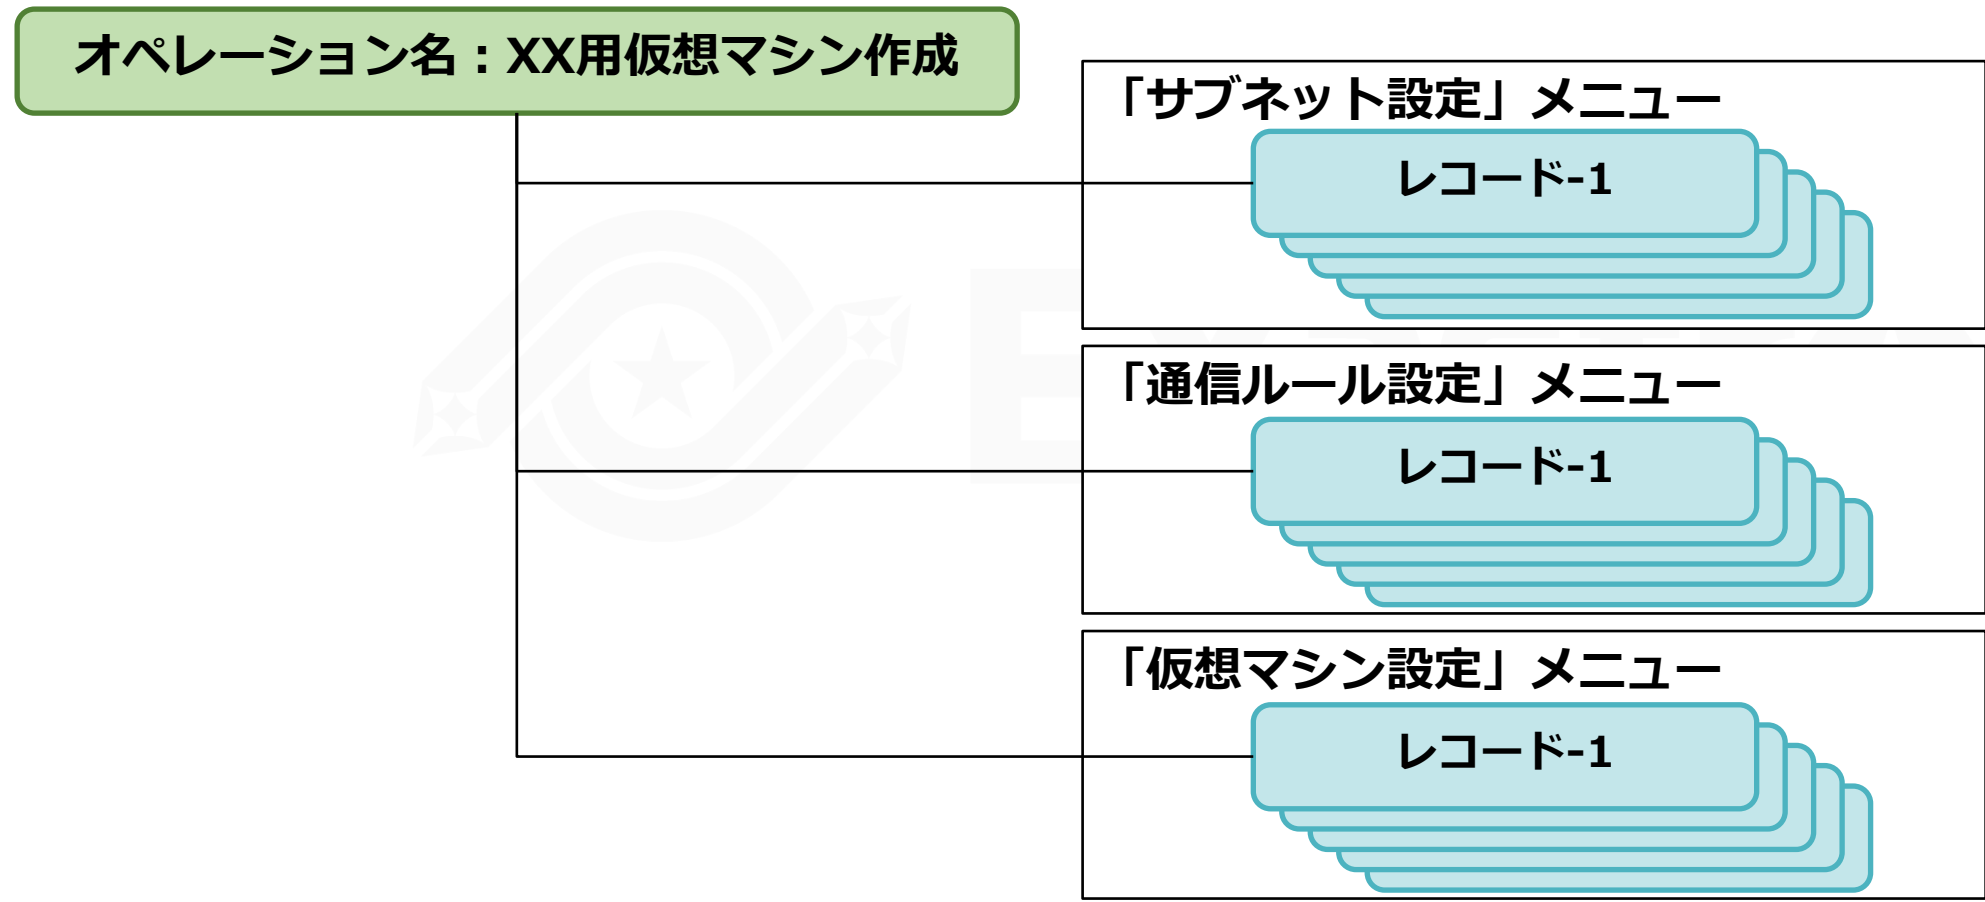 オペレーション名：XX用仮想マシン作成
「サブネット設定」メニュー
レコード-1
「通信ルール設定」メニュー
レコード-1
「仮想マシン設定」メニュー
レコード-1